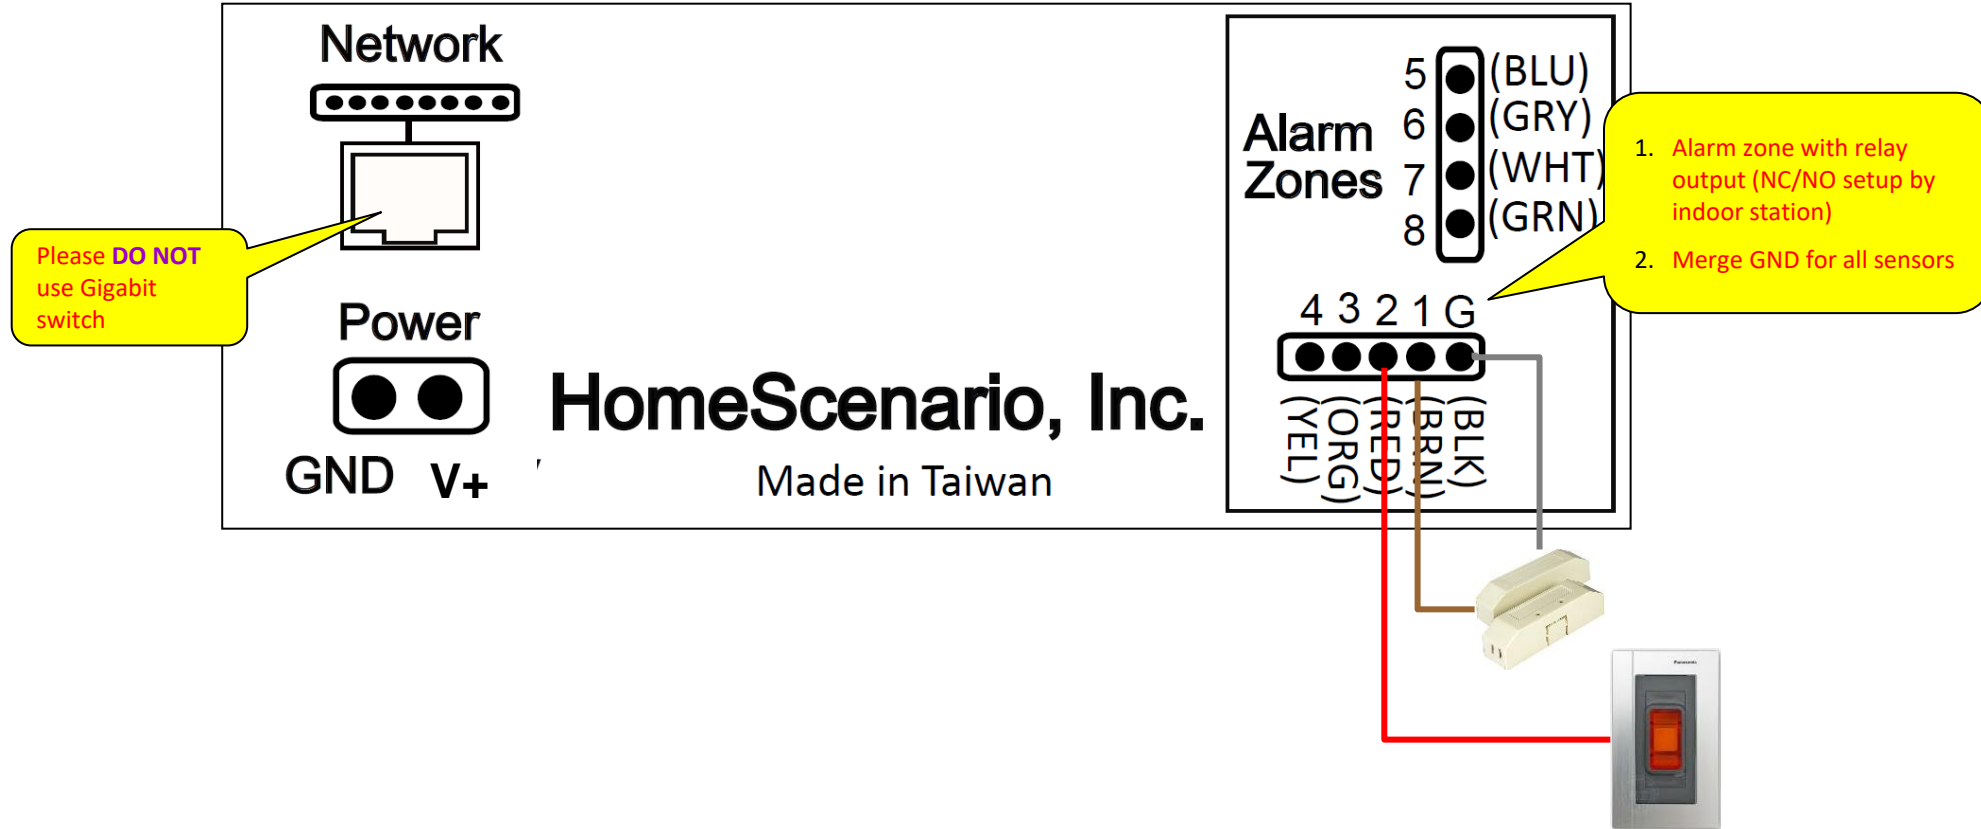 Network
Please DO NOT
use Gigabit
switch
Power
GND V+
HomeScenario, Inc.
Made in Taiwan
Alarm
Zones
5 (BLU)
6 (GRY)
7 (WHT)
8 (GRN)
4 3 2 1 G
(YEL)
(ORG)
(RED)
(BRN)
(BLK)
1. Alarm zone with relay
output (NC/NO setup by
indoor station)
2. Merge GND for all sensors
Panasonic